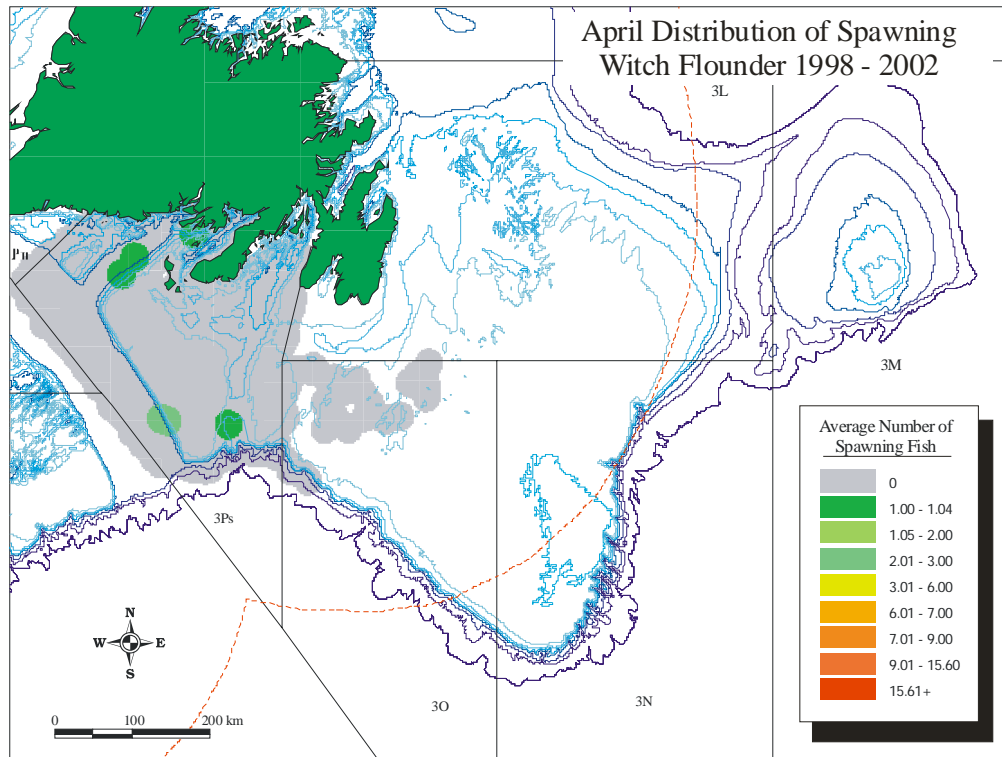 April Distribution of Spawning
Witch Flounder 1998 - 2002
3L
3M
3Ps
3O
3N
N
W E
S
0 100 200 km
Average Number of
Spawning Fish
0
1.00 - 1.04
1.05 - 2.00
2.01 - 3.00
3.01 - 6.00
6.01 - 7.00
7.01 - 9.00
9.01 - 15.60
15.61+